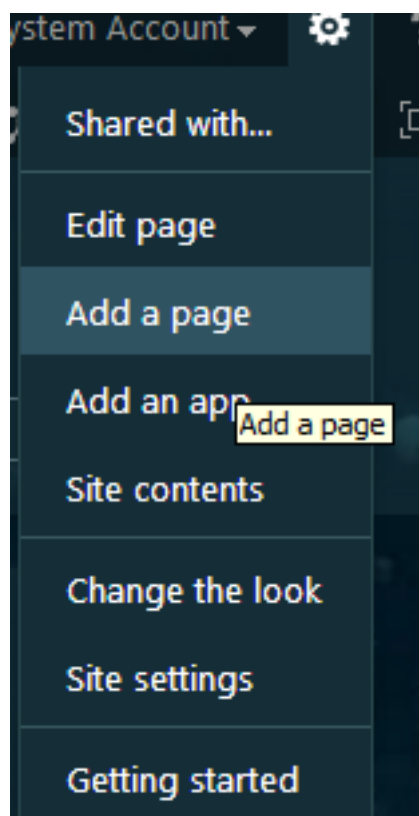 ystem Account
Shared with...
Edit page
Add a page
Add an app
Add a page
Site contents
Change the look
Site settings
Getting started